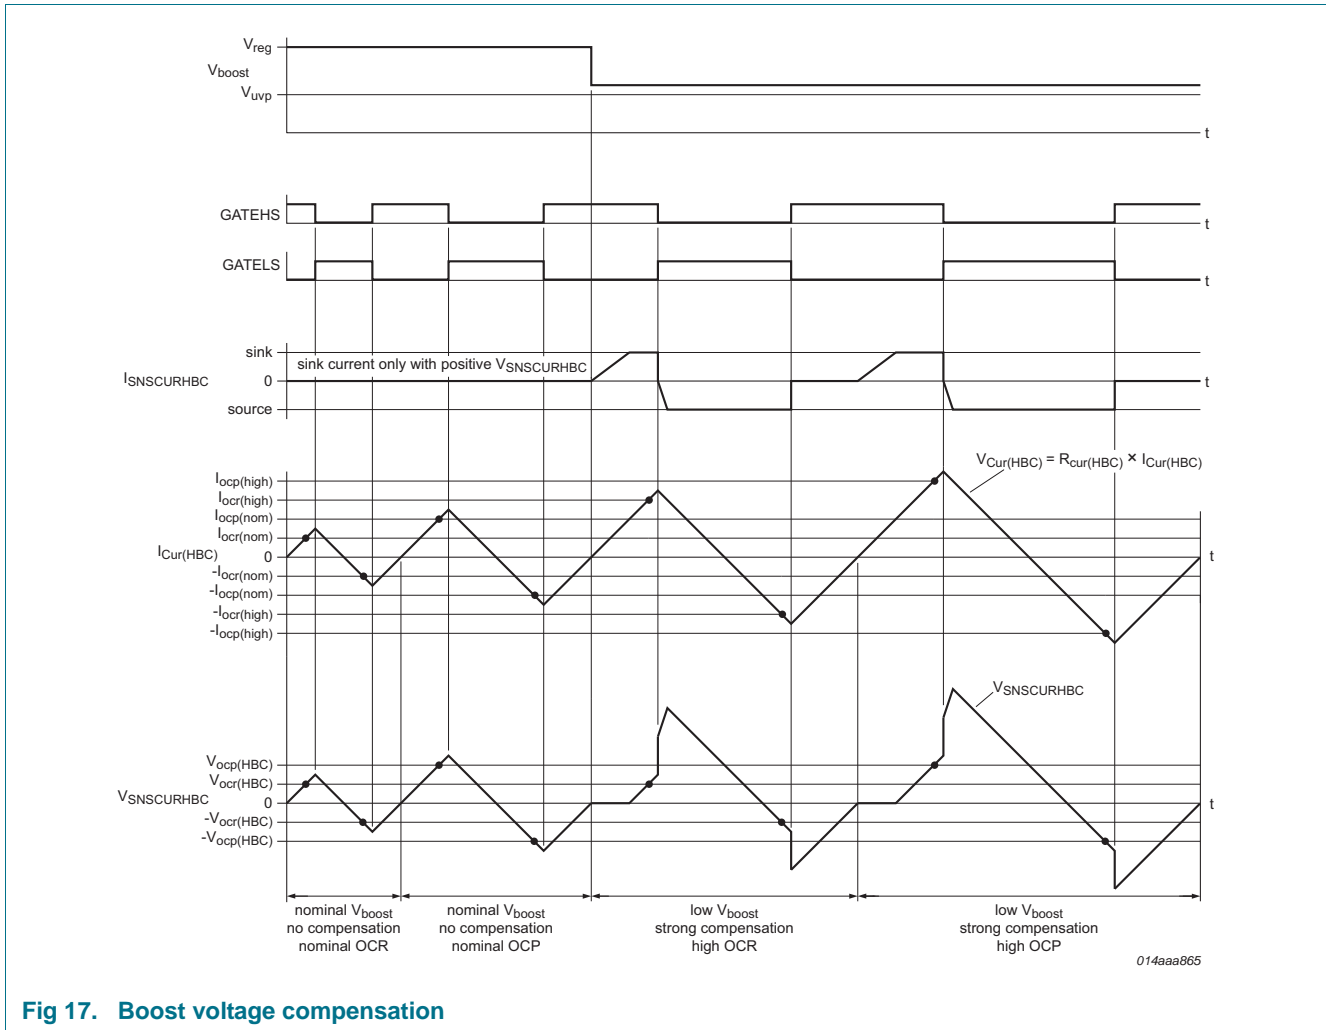 Vreg
Vboost
Vuvp
t
GATEHS
t
GATELS
t
sink
sink current only with positive VSNSCURHBC
ISNSCURHBC
0
t
source
VCur(HBC) = Rcur(HBC) × ICur(HBC)
Iocp(high)
Iocr(high)
Iocp(nom)
Iocr(nom)
ICur(HBC)
0
t
-Iocr(nom)
-Iocp(nom)
-Iocr(high)
-Iocp(high)
VSNSCURHBC
Vocp(HBC)
Vocr(HBC)
VSNSCURHBC
0
t
-Vocr(HBC)
-Vocp(HBC)
nominal Vboost
no compensation
nominal OCR
nominal Vboost
no compensation
nominal OCP
low Vboost
strong compensation
high OCR
low Vboost
strong compensation
high OCP
014aaa865
Fig 17. Boost voltage compensation